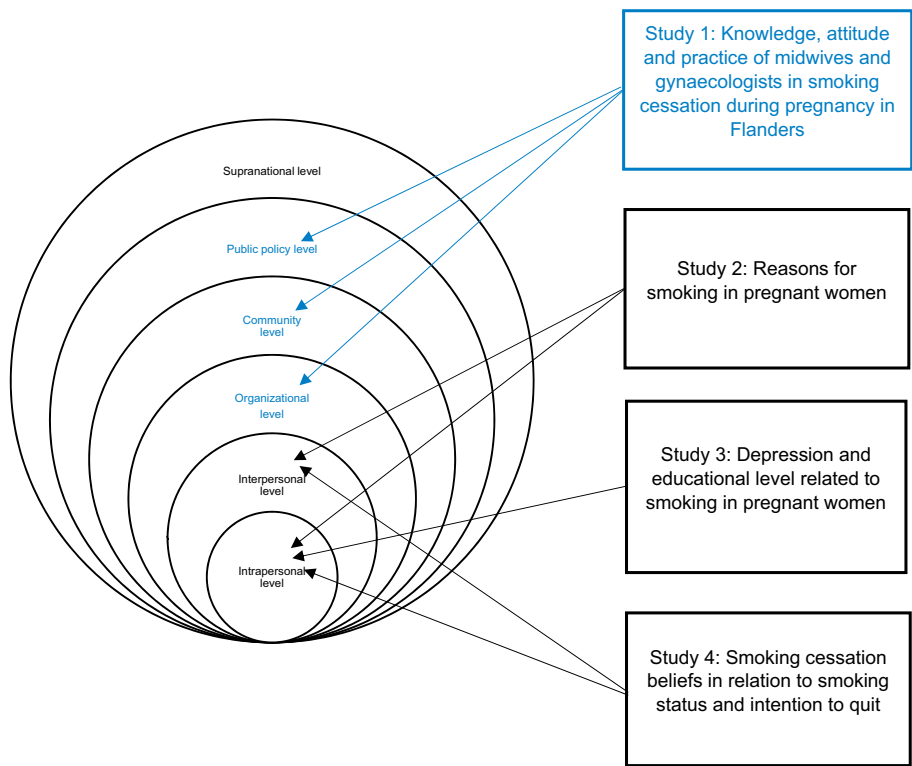 Study 1: Knowledge, attitude
and practice of midwives and
gynaecologists in smoking
cessation during pregnancy in
Flanders
Supranational level
Public policy level
Community
level
Organizational
level
Interpersonal
level
Intrapersonal
level
Study 2: Reasons for
smoking in pregnant women
Study 3: Depression and
educational level related to
smoking in pregnant women
Study 4: Smoking cessation
beliefs in relation to smoking
status and intention to quit